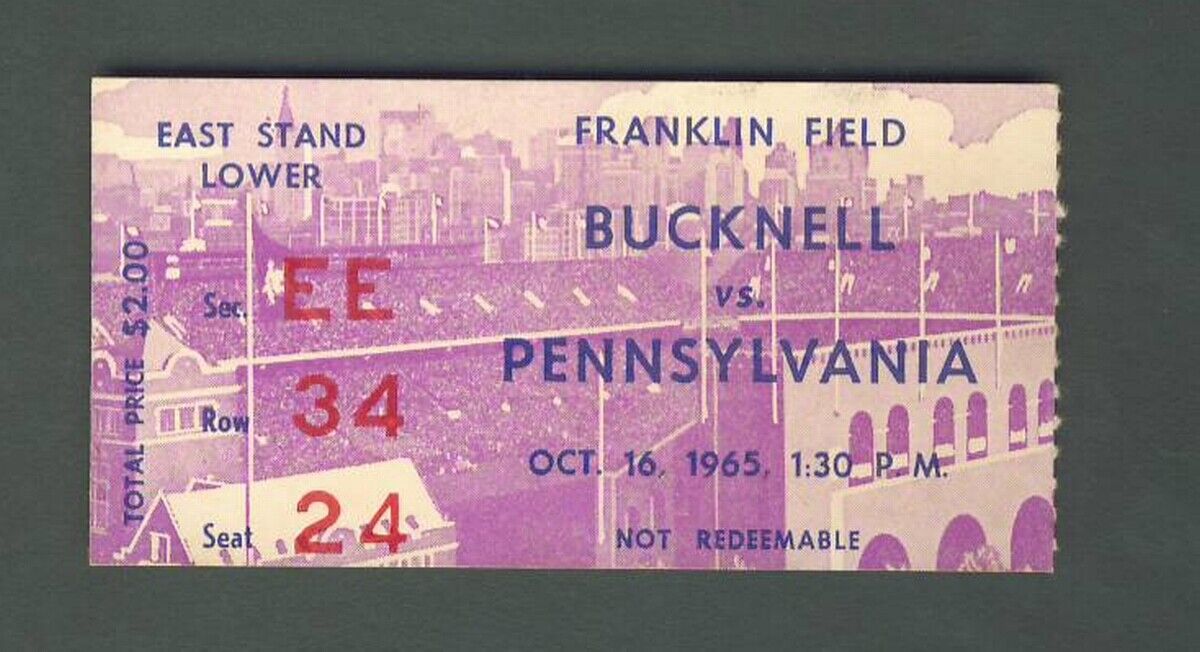 EAST STAND
LOWER
TOTAL PRICE $2.00
Sec. EE
Row 34
Seat 24
FRANKLIN FIELD
BUCKNELL
vs.
PENNSYLVANIA
OCT. 16, 1965, 1:30 P. M.
NOT REDEEMABLE